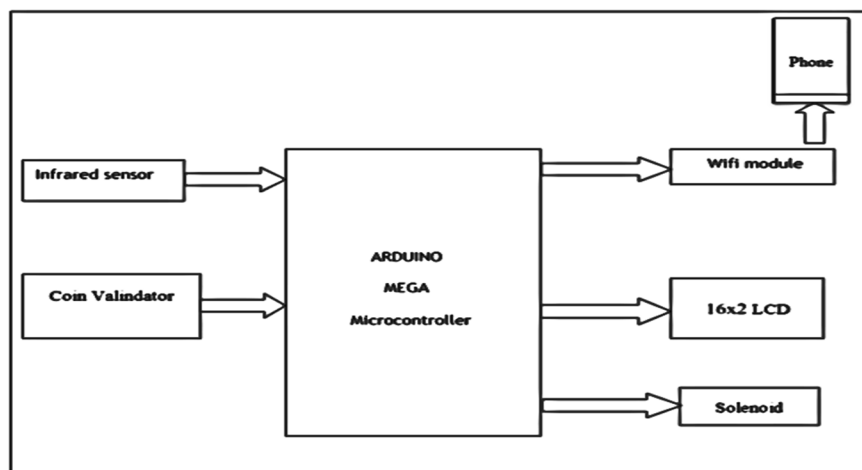 Phone
Infrared sensor
Wifi module
Coin Valindator
ARDUINO
MEGA
Microcontroller
16x2 LCD
Solenoid